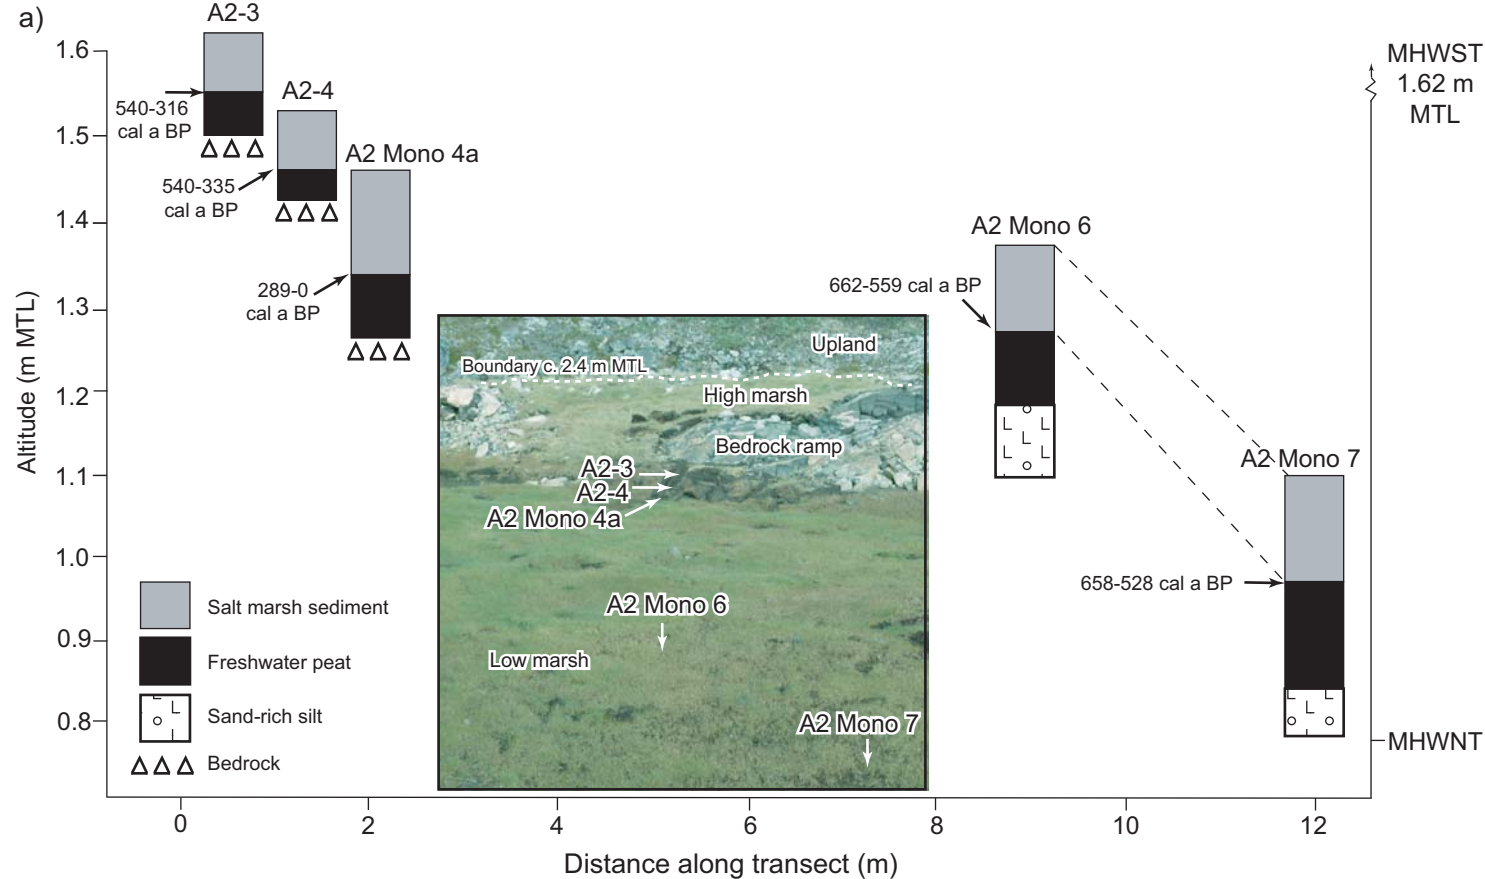 a)
A2-3
A2-4
A2 Mono 4a
540-316
cal a BP
540-335
cal a BP
289-0
cal a BP
A2 Mono 6
662-559 cal a BP
A2 Mono 7
658-528 cal a BP
MHWST
1.62 m
MTL
MHWNT
Altitude (m MTL)
1.6
1.5
1.4
1.3
1.2
1.1
1.0
0.9
0.8
Upland
Boundary c. 2.4 m MTL
High marsh
Bedrock ramp
A2-3
A2-4
A2 Mono 4a
A2 Mono 6
Low marsh
A2 Mono 7
Salt marsh sediment
Freshwater peat
Sand-rich silt
Bedrock
0
2
4
6
8
10
12
Distance along transect (m)